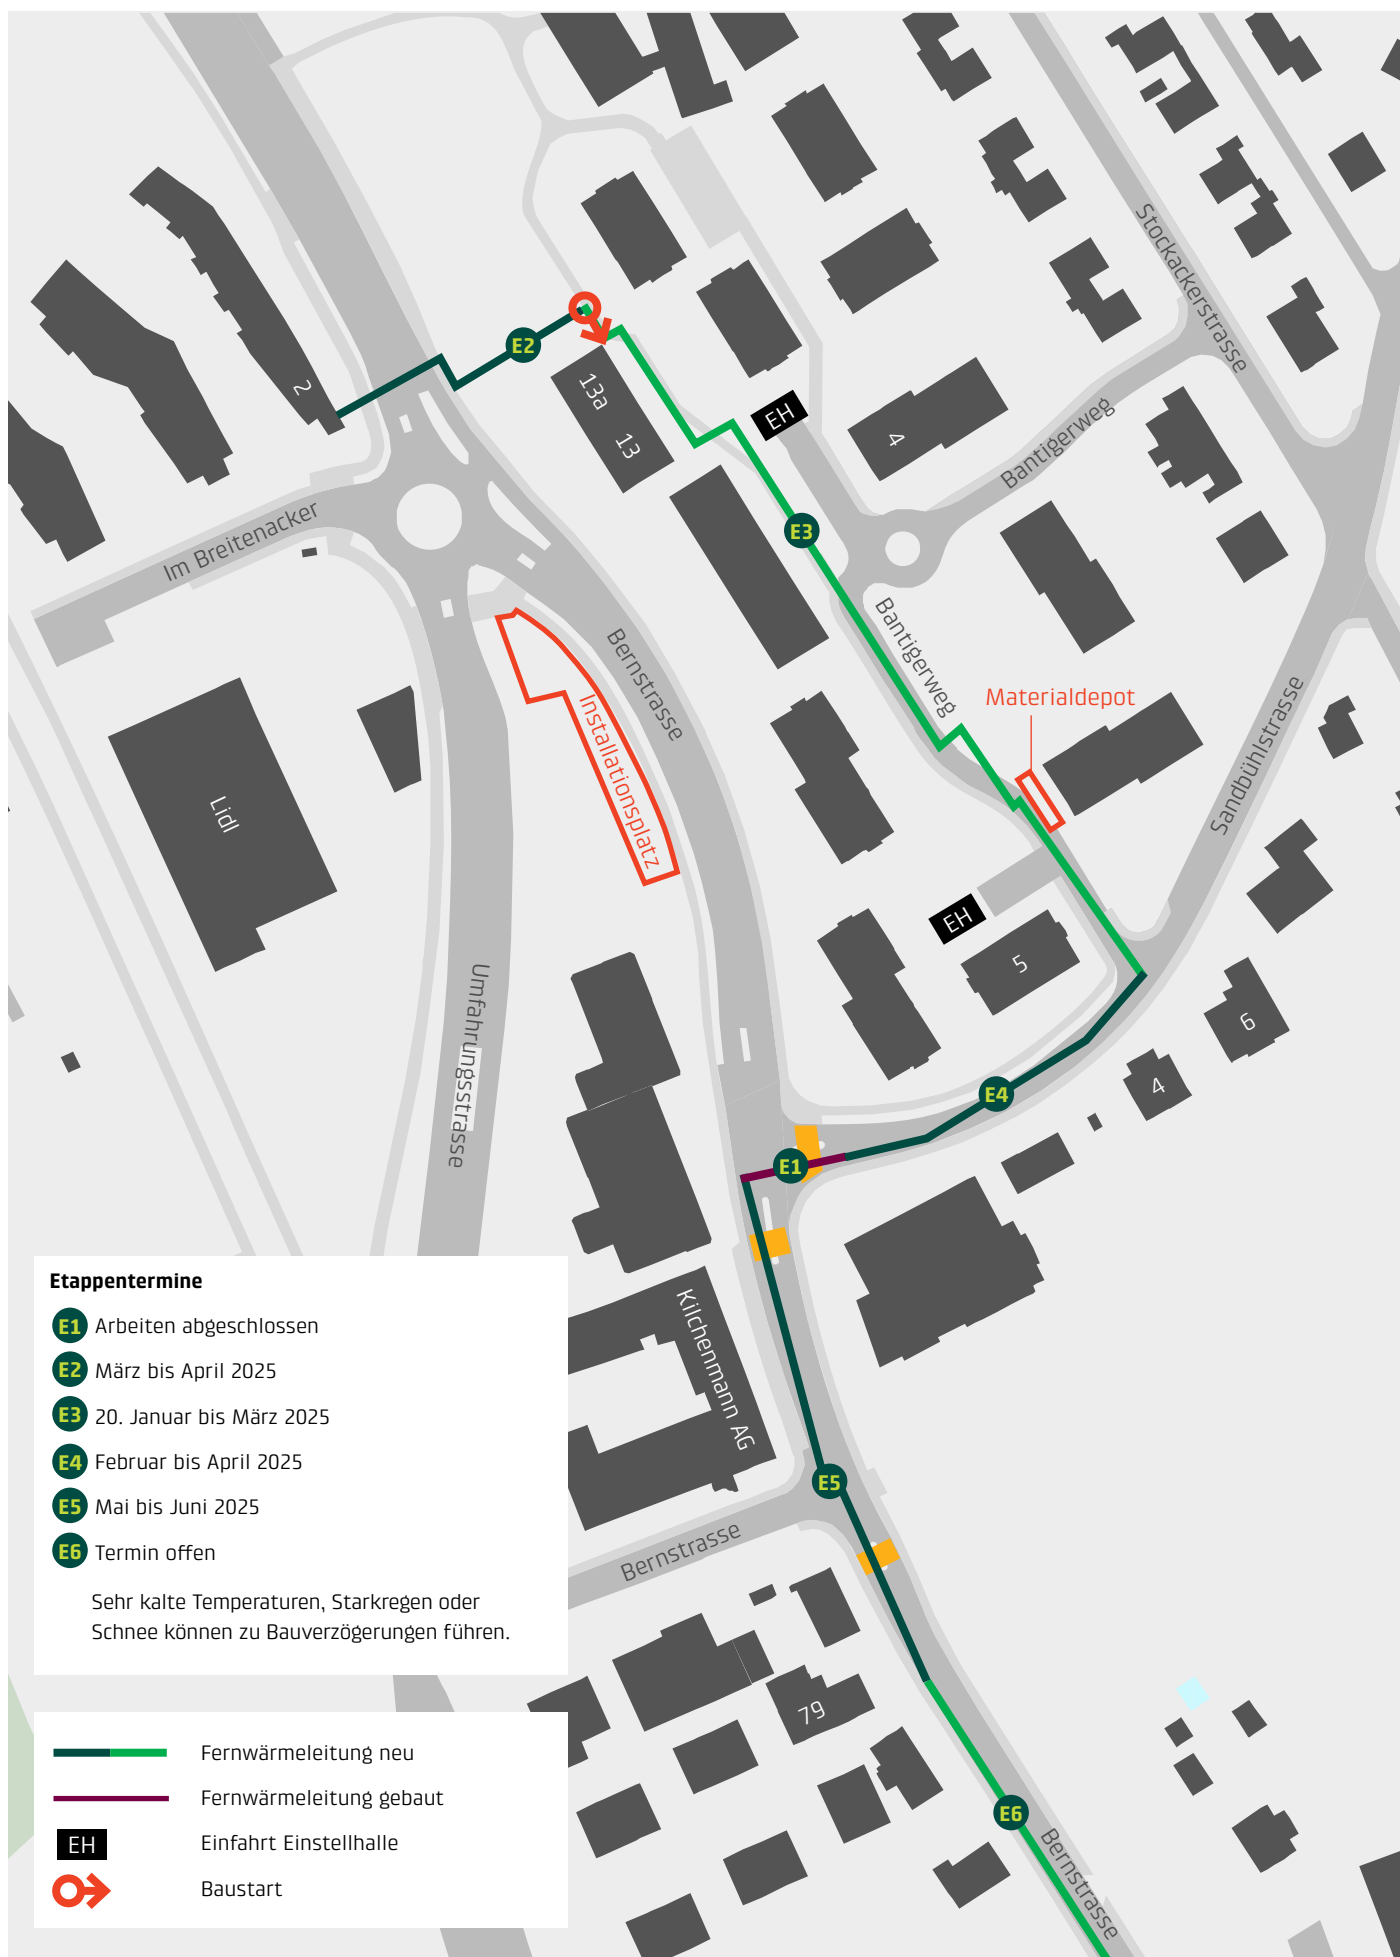 Stockackerstrasse
E2
2
13a
13
EH
4
Bantigerweg
E3
Im Breitenacker
Bantigerweg
Bernstrasse
Materialdepot
Installationsplatz
Sandbühlstrasse
Lidl
EH
5
6
Umfahrungsstrasse
4
E4
E1
Kilchenmann AG
E5
Bernstrasse
79
E6
Bernstrasse
Etappentermine
E1 Arbeiten abgeschlossen
E2 März bis April 2025
E3 20. Januar bis März 2025
E4 Februar bis April 2025
E5 Mai bis Juni 2025
E6 Termin offen
Sehr kalte Temperaturen, Starkregen oder
Schnee können zu Bauverzögerungen führen.
Fernwärmeleitung neu
Fernwärmeleitung gebaut
EH Einfahrt Einstellhalle
Baustart